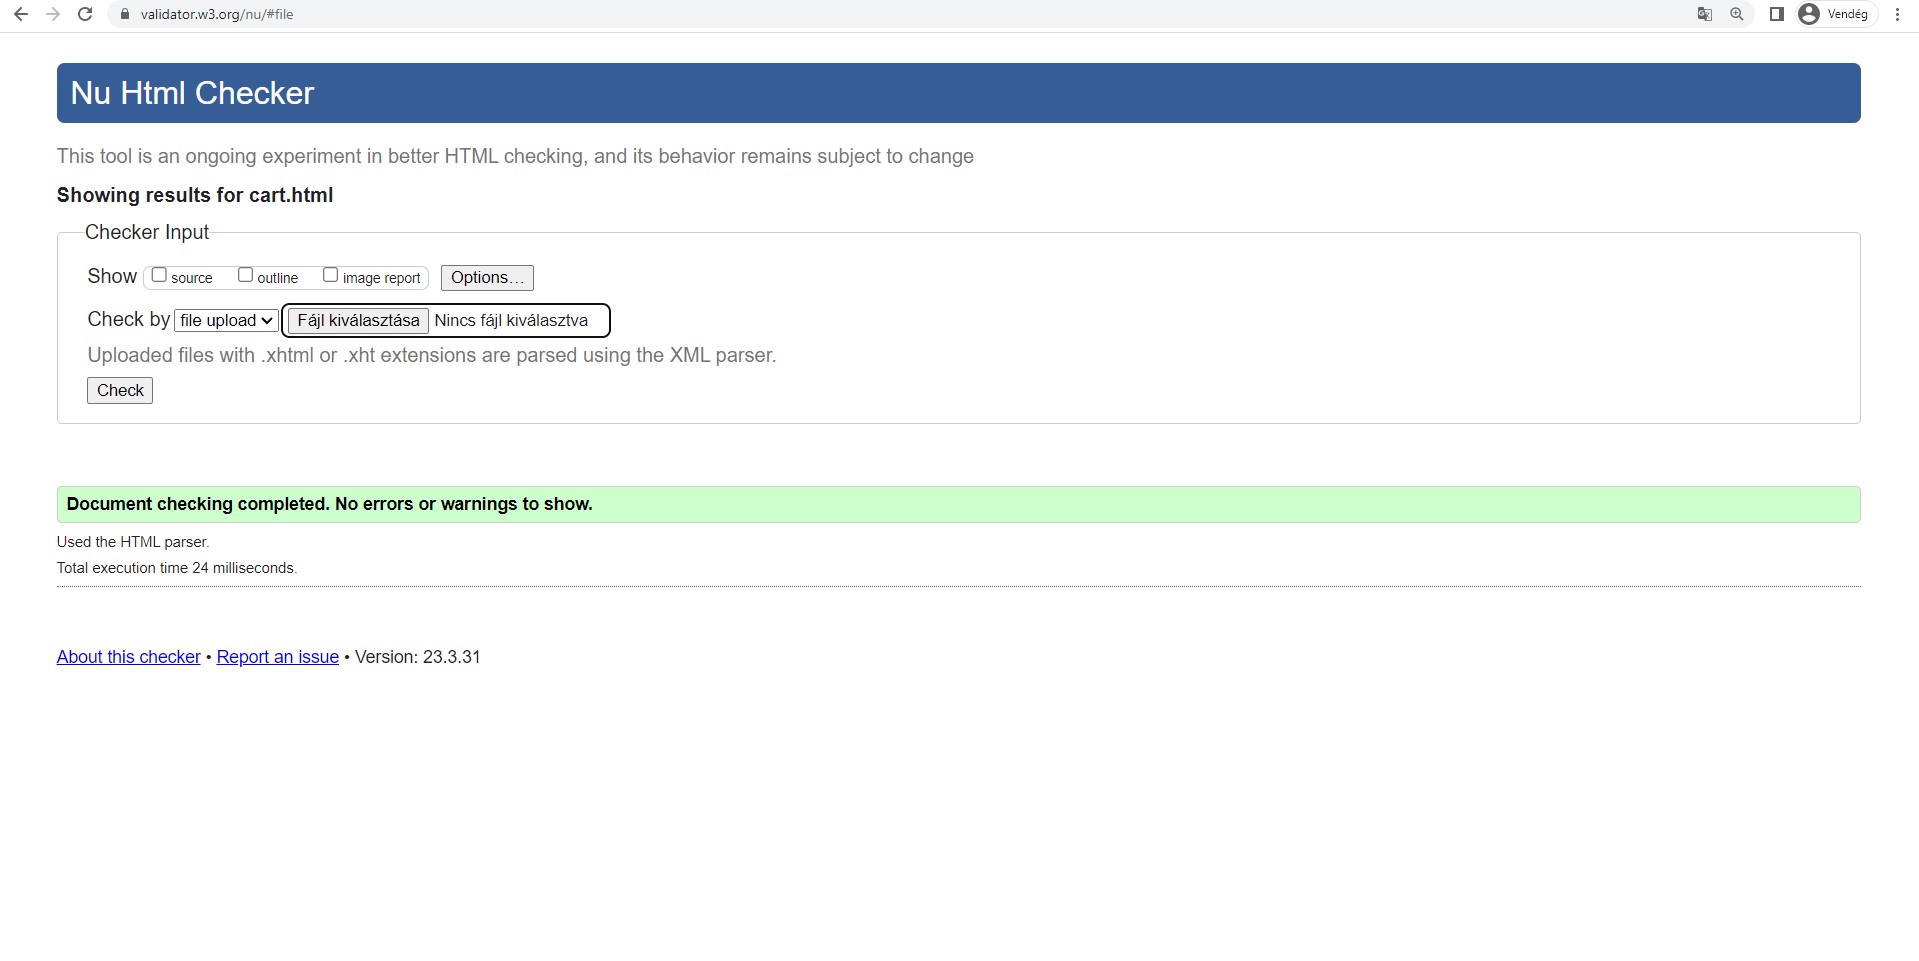 validator.w3.org/nu/#file
Vendég
Nu Html Checker
This tool is an ongoing experiment in better HTML checking, and its behavior remains subject to change
Showing results for cart.html
Checker Input
Show source outline image report Options…
Check by file upload Fájl kiválasztása Nincs fájl kiválasztva
Uploaded files with .xhtml or .xht extensions are parsed using the XML parser.
Check
Document checking completed. No errors or warnings to show.
Used the HTML parser.
Total execution time 24 milliseconds.
About this checker • Report an issue • Version: 23.3.31